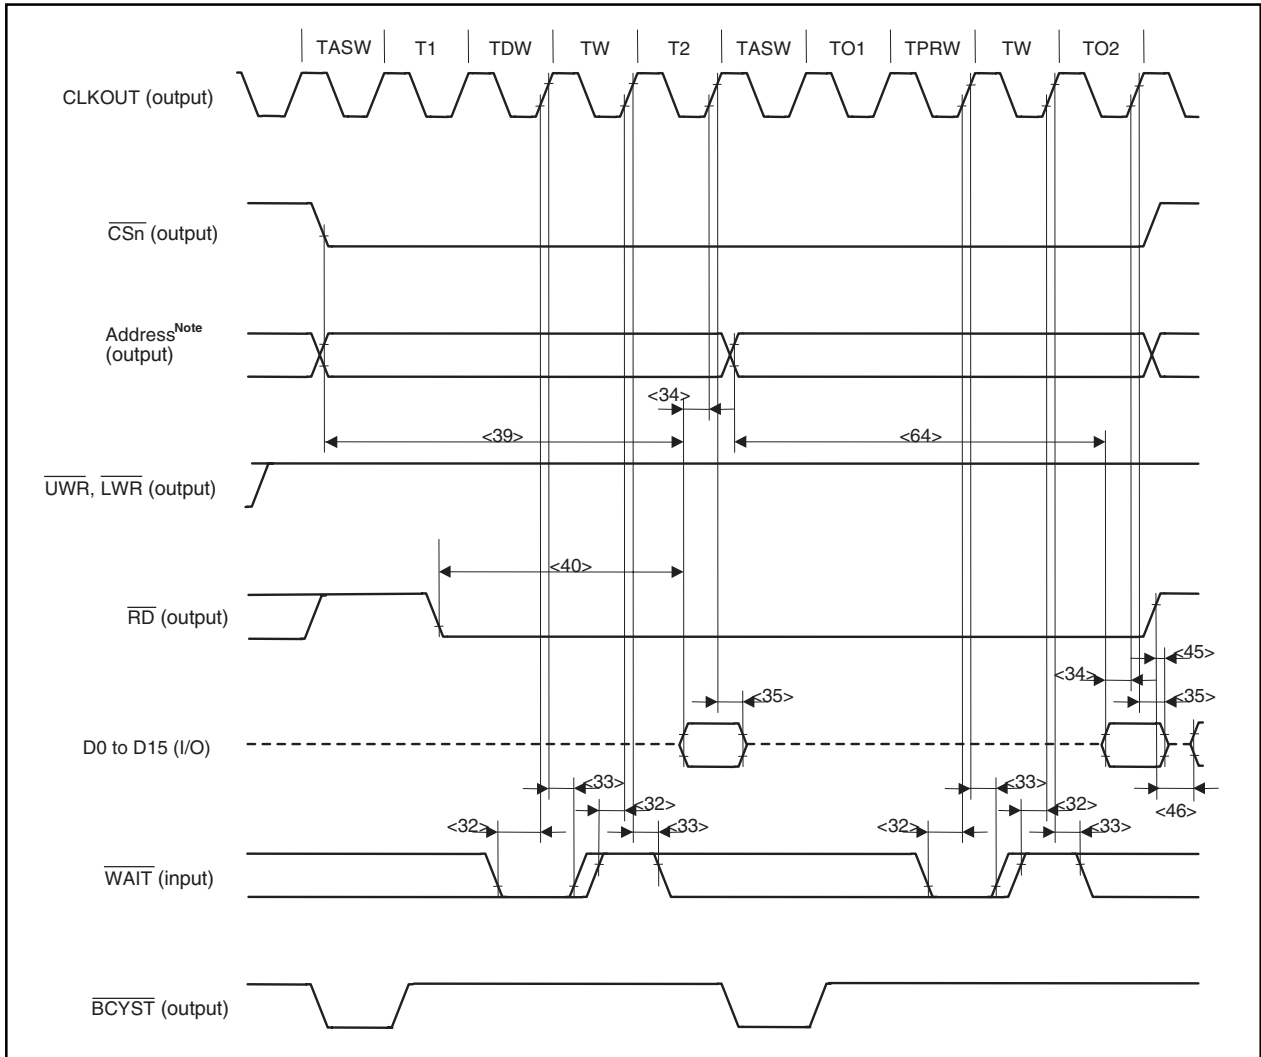 TASW T1 TDW TW T2 TASW TO1 TPRW TW TO2
CLKOUT (output)
CSn (output)
AddressNote
(output)
<34>
<39> <64>
UWR, LWR (output)
<40>
RD (output)
<45>
<34>
<35> <35>
D0 to D15 (I/O)
<33> <33>
<32> <32> <46>
<32> <33> <32> <33>
WAIT (input)
BCYST (output)